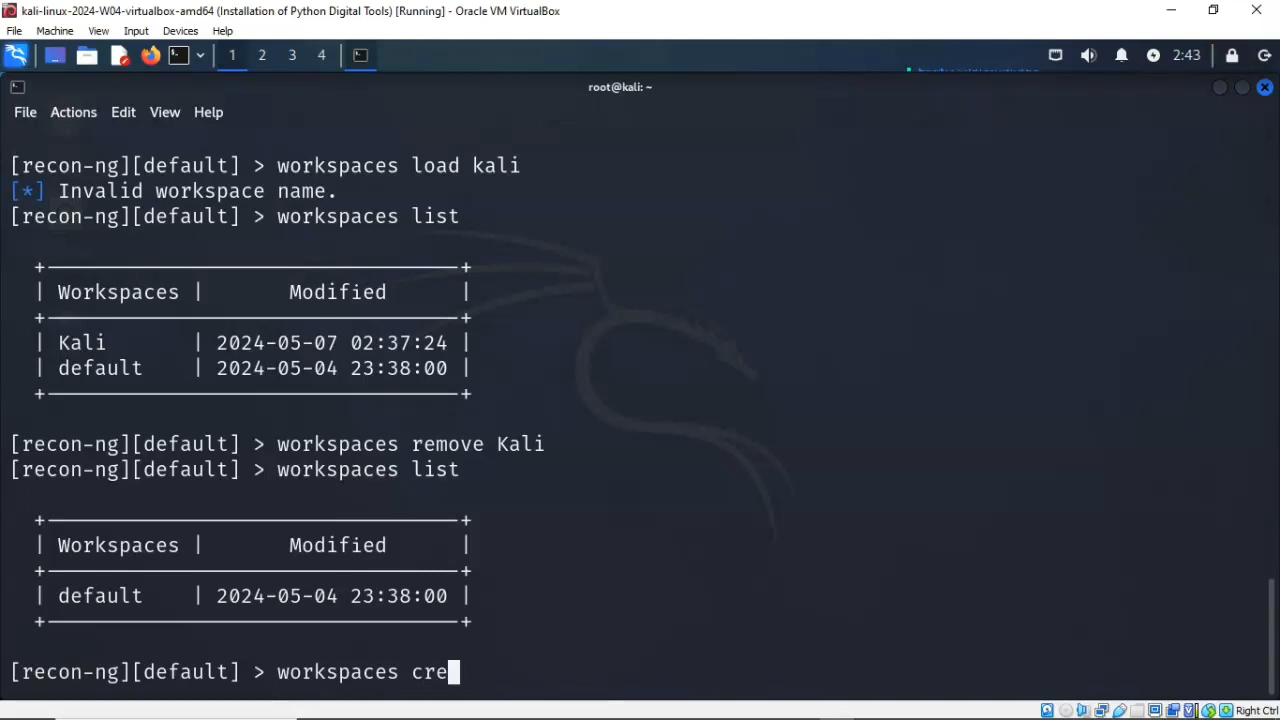 kali-linux-2024-W04-virtualbox-amd64 (Installation of Python Digital Tools) [Running] - Oracle VM VirtualBox
File Machine View Input Devices Help
1 2 3 4 2:43
root@kali: ~
File Actions Edit View Help
[recon-ng][default] > workspaces load kali
[*] Invalid workspace name.
[recon-ng][default] > workspaces list
+---------------------------------+
| Workspaces | Modified |
+---------------------------------+
| Kali | 2024-05-07 02:37:24 |
| default | 2024-05-04 23:38:00 |
+---------------------------------+
[recon-ng][default] > workspaces remove Kali
[recon-ng][default] > workspaces list
+---------------------------------+
| Workspaces | Modified |
+---------------------------------+
| default | 2024-05-04 23:38:00 |
+---------------------------------+
[recon-ng][default] > workspaces cre
Right Ctrl